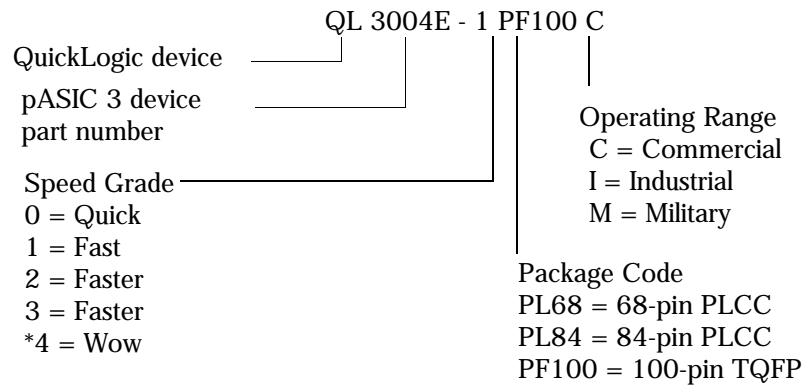 QL 3004E - 1 PF100 C
QuickLogic device
pASIC 3 device
part number
Speed Grade
0 = Quick
1 = Fast
2 = Faster
3 = Faster
*4 = Wow
Operating Range
C = Commercial
I = Industrial
M = Military
Package Code
PL68 = 68-pin PLCC
PL84 = 84-pin PLCC
PF100 = 100-pin TQFP